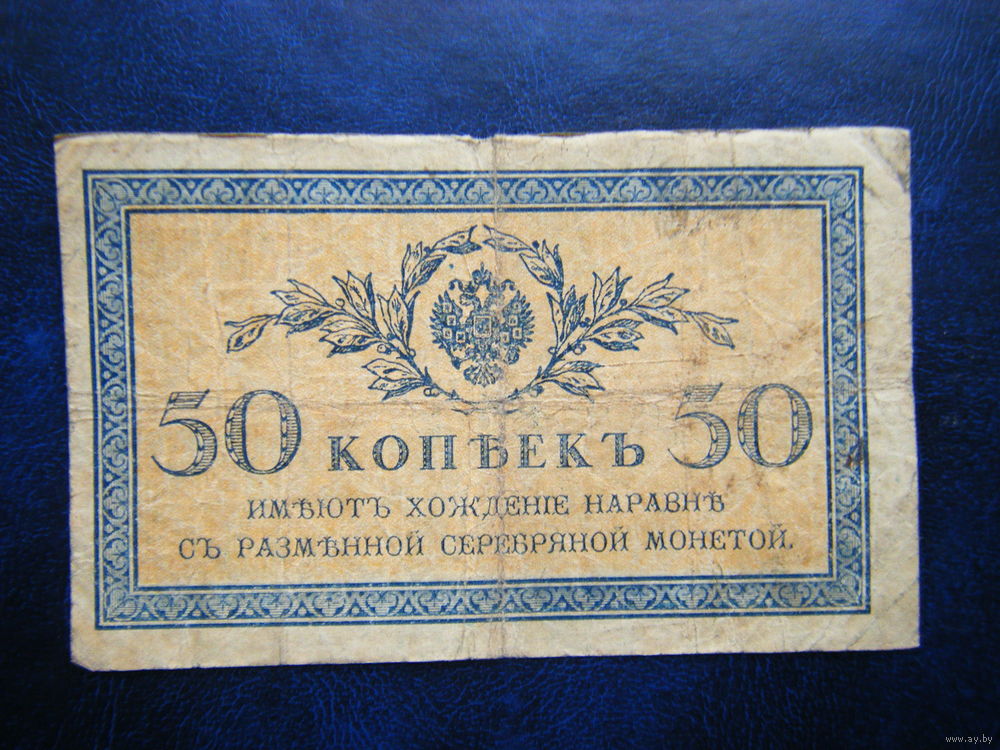 50 КОПѢЕКЪ 50
ИМѢЮТЪ ХОЖДЕНІЕ НАРАВНѢ
СЪ РАЗМѢННОЙ СЕРЕБРЯНОЙ МОНЕТОЙ.
www.ay.by